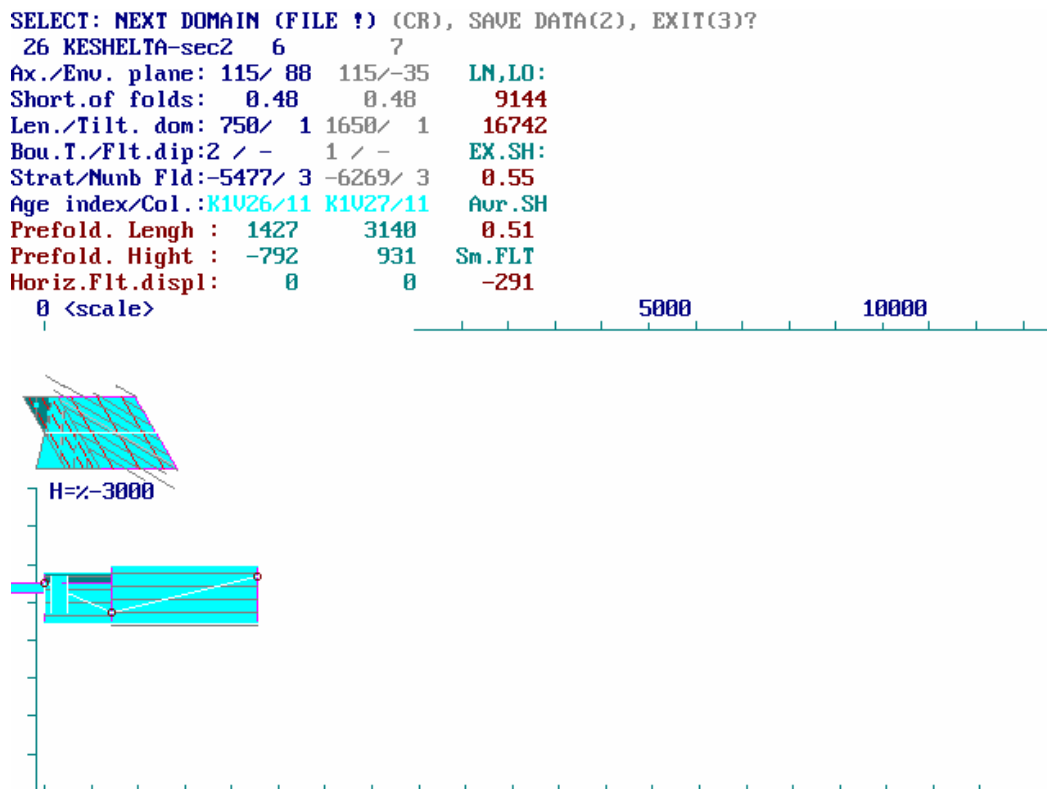 SELECT: NEXT DOMAIN (FILE !) (CR), SAVE DATA(2), EXIT(3)?
26 KESHELTA-sec2 6 7
Ax./Env. plane: 115/ 88 115/-35 LN,LO:
Short.of folds: 0.48 0.48 9144
Len./Tilt. dom: 750/ 1 1650/ 1 16742
Bou.T./Flt.dip:2 / - 1 / - EX.SH:
Strat/Nunb Fld:-5477/ 3 -6269/ 3 0.55
Age index/Col.:K1V26/11 K1V27/11 Avr.SH
Prefold. Lengh : 1427 3140 0.51
Prefold. Hight : -792 931 Sm.FLT
Horiz.Flt.displ: 0 0 -291
0 <scale> 5000 10000
H=%-3000